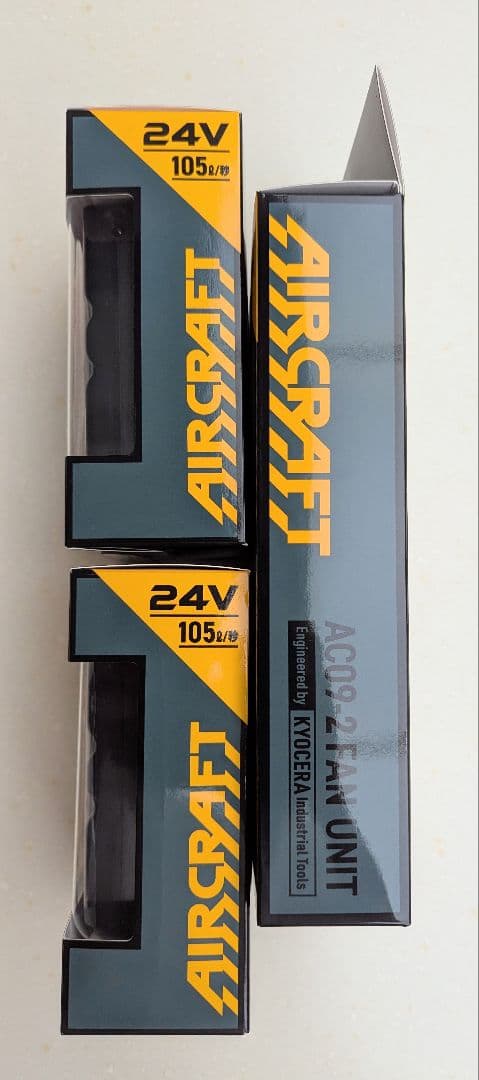 24V
105ℓ/秒
AIRCRAFT
24V
105ℓ/秒
AIRCRAFT
AIRCRAFT
AC09-2 FAN UNIT
Engineered by KYOCERA Industrial Tools